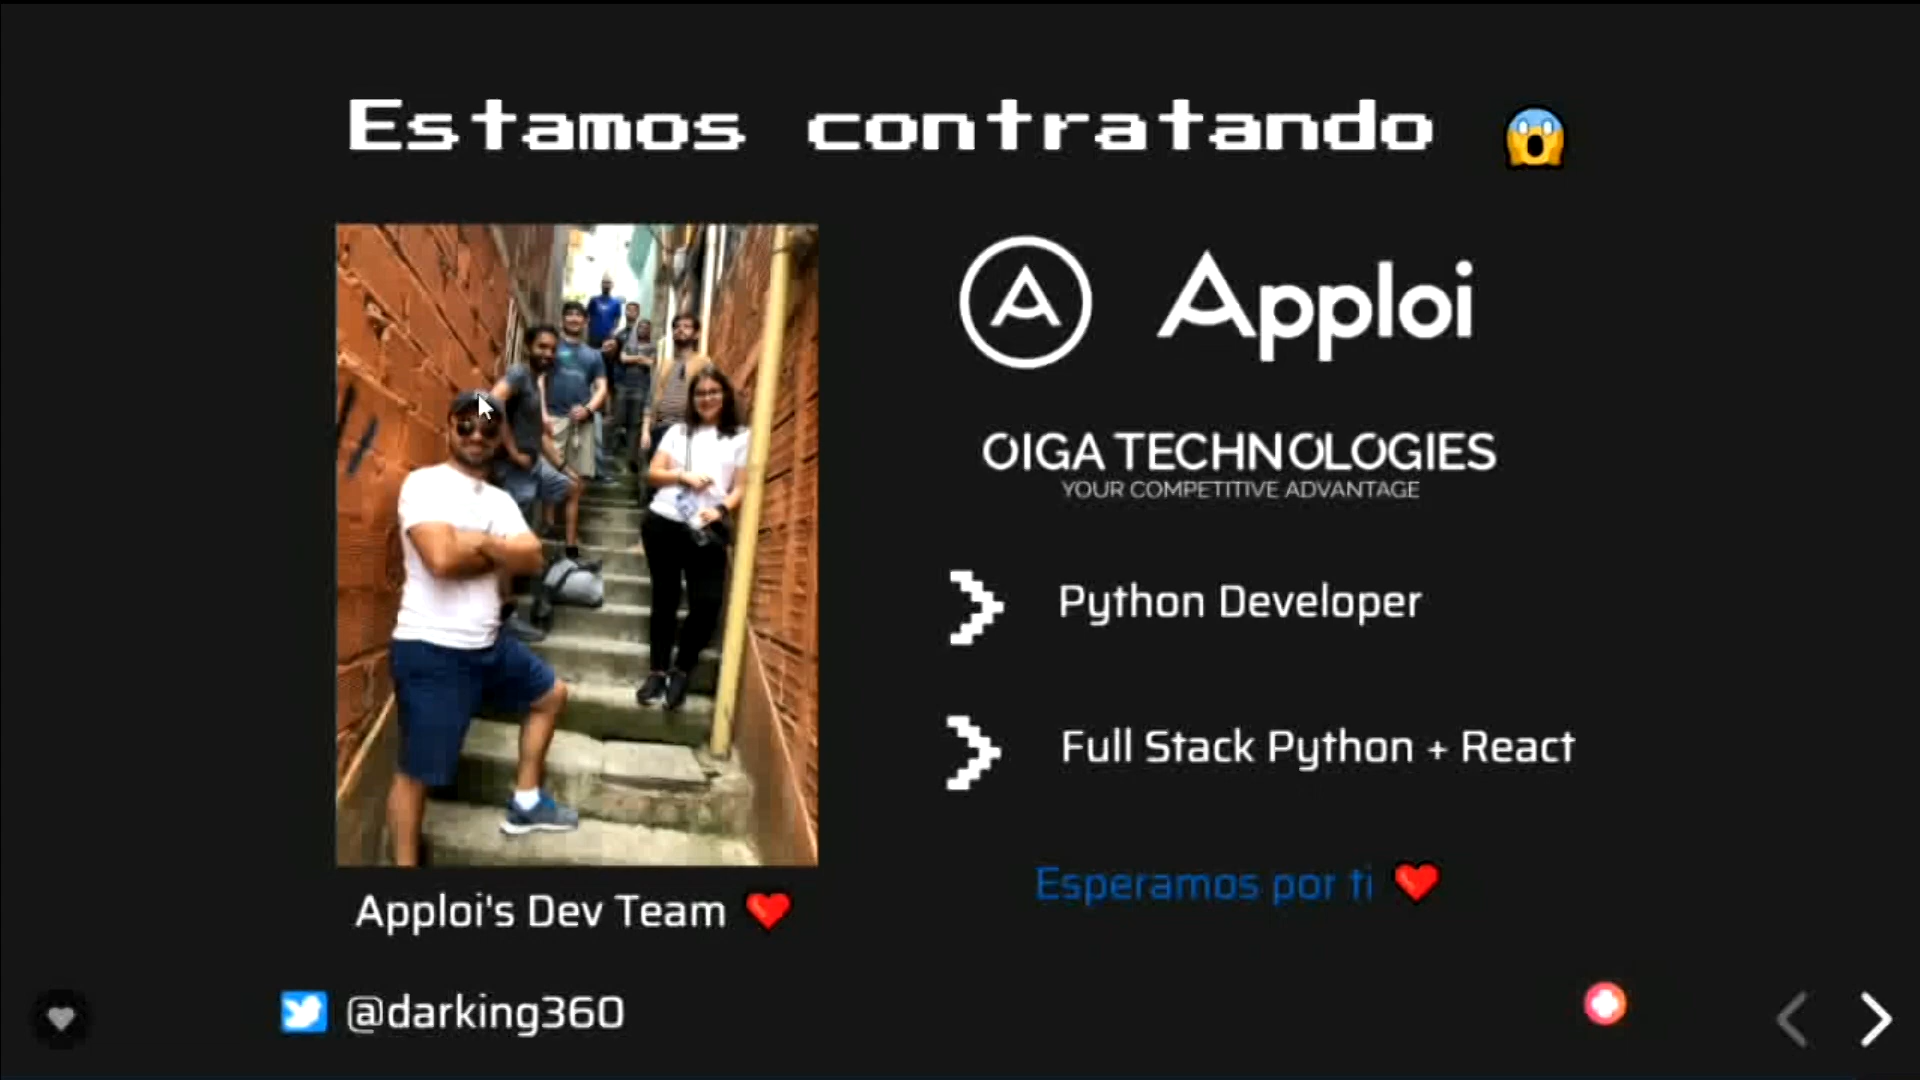 Estamos contratando 😱
A Apploi
OIGA TECHNOLOGIES
YOUR COMPETITIVE ADVANTAGE
Python Developer
Full Stack Python + React
Esperamos por ti ❤️
Apploi's Dev Team ❤️
@darking360